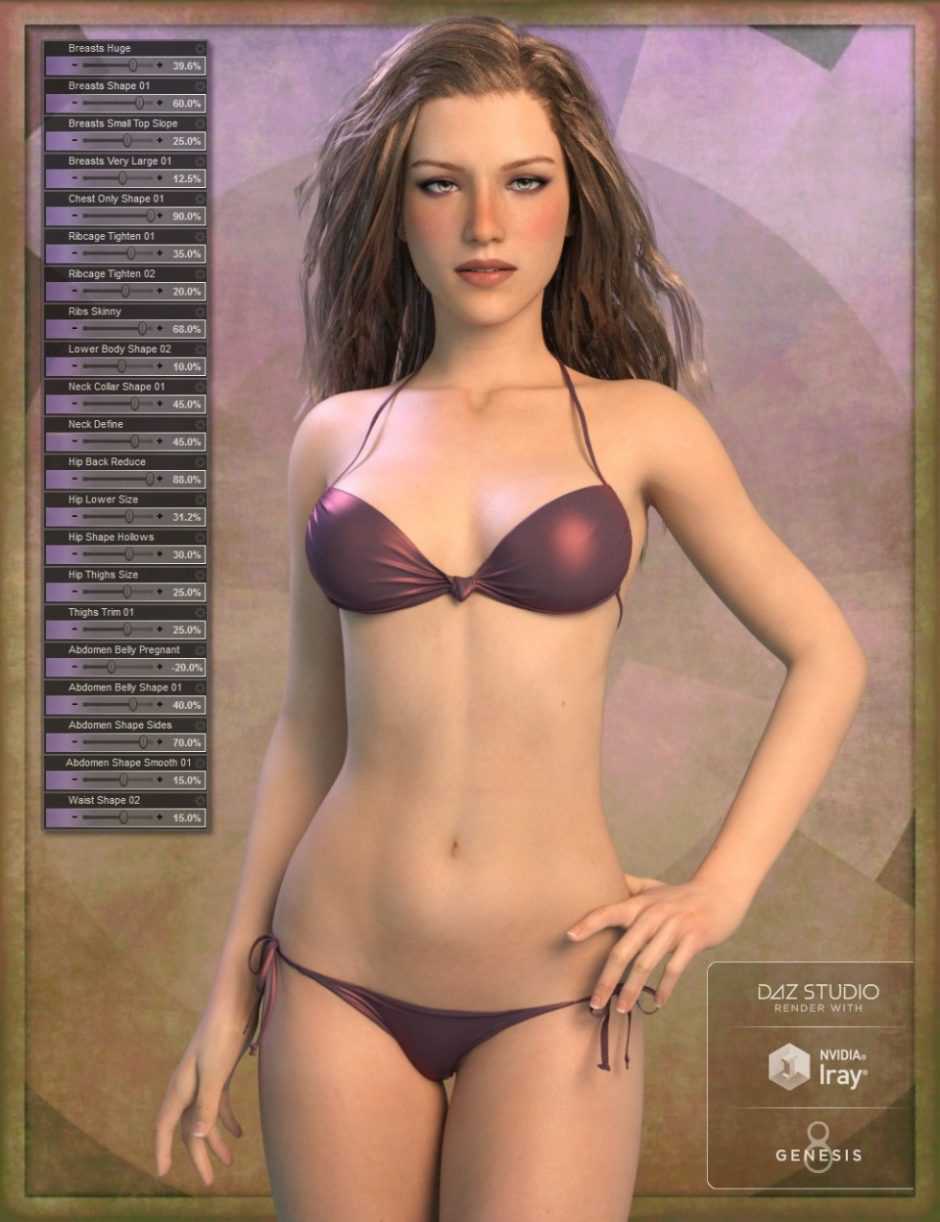 Breasts Huge
- + 39.6%
Breasts Shape 01
- + 60.0%
Breasts Small Top Slope
- + 25.0%
Breasts Very Large 01
- + 12.5%
Chest Only Shape 01
- + 90.0%
Ribcage Tighten 01
- + 35.0%
Ribcage Tighten 02
- + 20.0%
Ribs Skinny
- + 68.0%
Lower Body Shape 02
- + 10.0%
Neck Collar Shape 01
- + 45.0%
Neck Define
- + 45.0%
Hip Back Reduce
- + 88.0%
Hip Lower Size
- + 31.2%
Hip Shape Hollows
- + 30.0%
Hip Thighs Size
- + 25.0%
Thighs Trim 01
- + 25.0%
Abdomen Belly Pregnant
- + -20.0%
Abdomen Belly Shape 01
- + 40.0%
Abdomen Shape Sides
- + 70.0%
Abdomen Shape Smooth 01
- + 15.0%
Waist Shape 02
- + 15.0%
DAZ STUDIO
RENDER WITH
NVIDIA®
Iray®
8
GENESIS